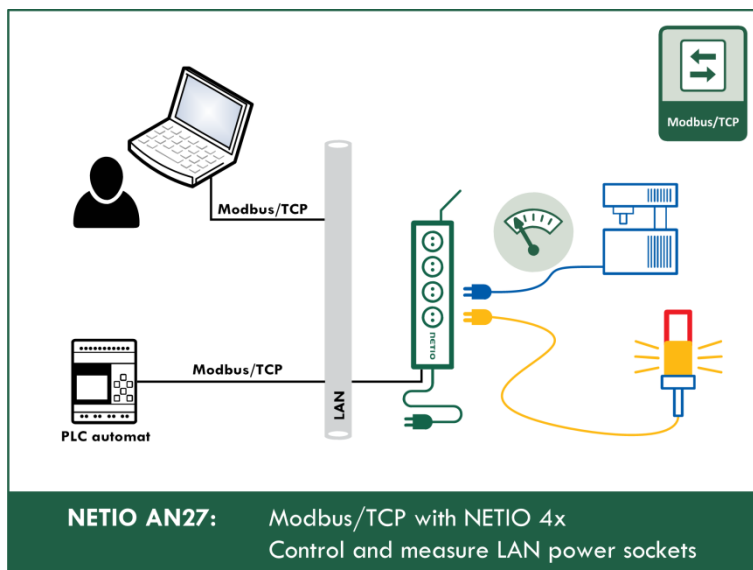 Modbus/TCP
Modbus/TCP
NETIO
Modbus/TCP
LAN
PLC automat
NETIO AN27: Modbus/TCP with NETIO 4x
Control and measure LAN power sockets